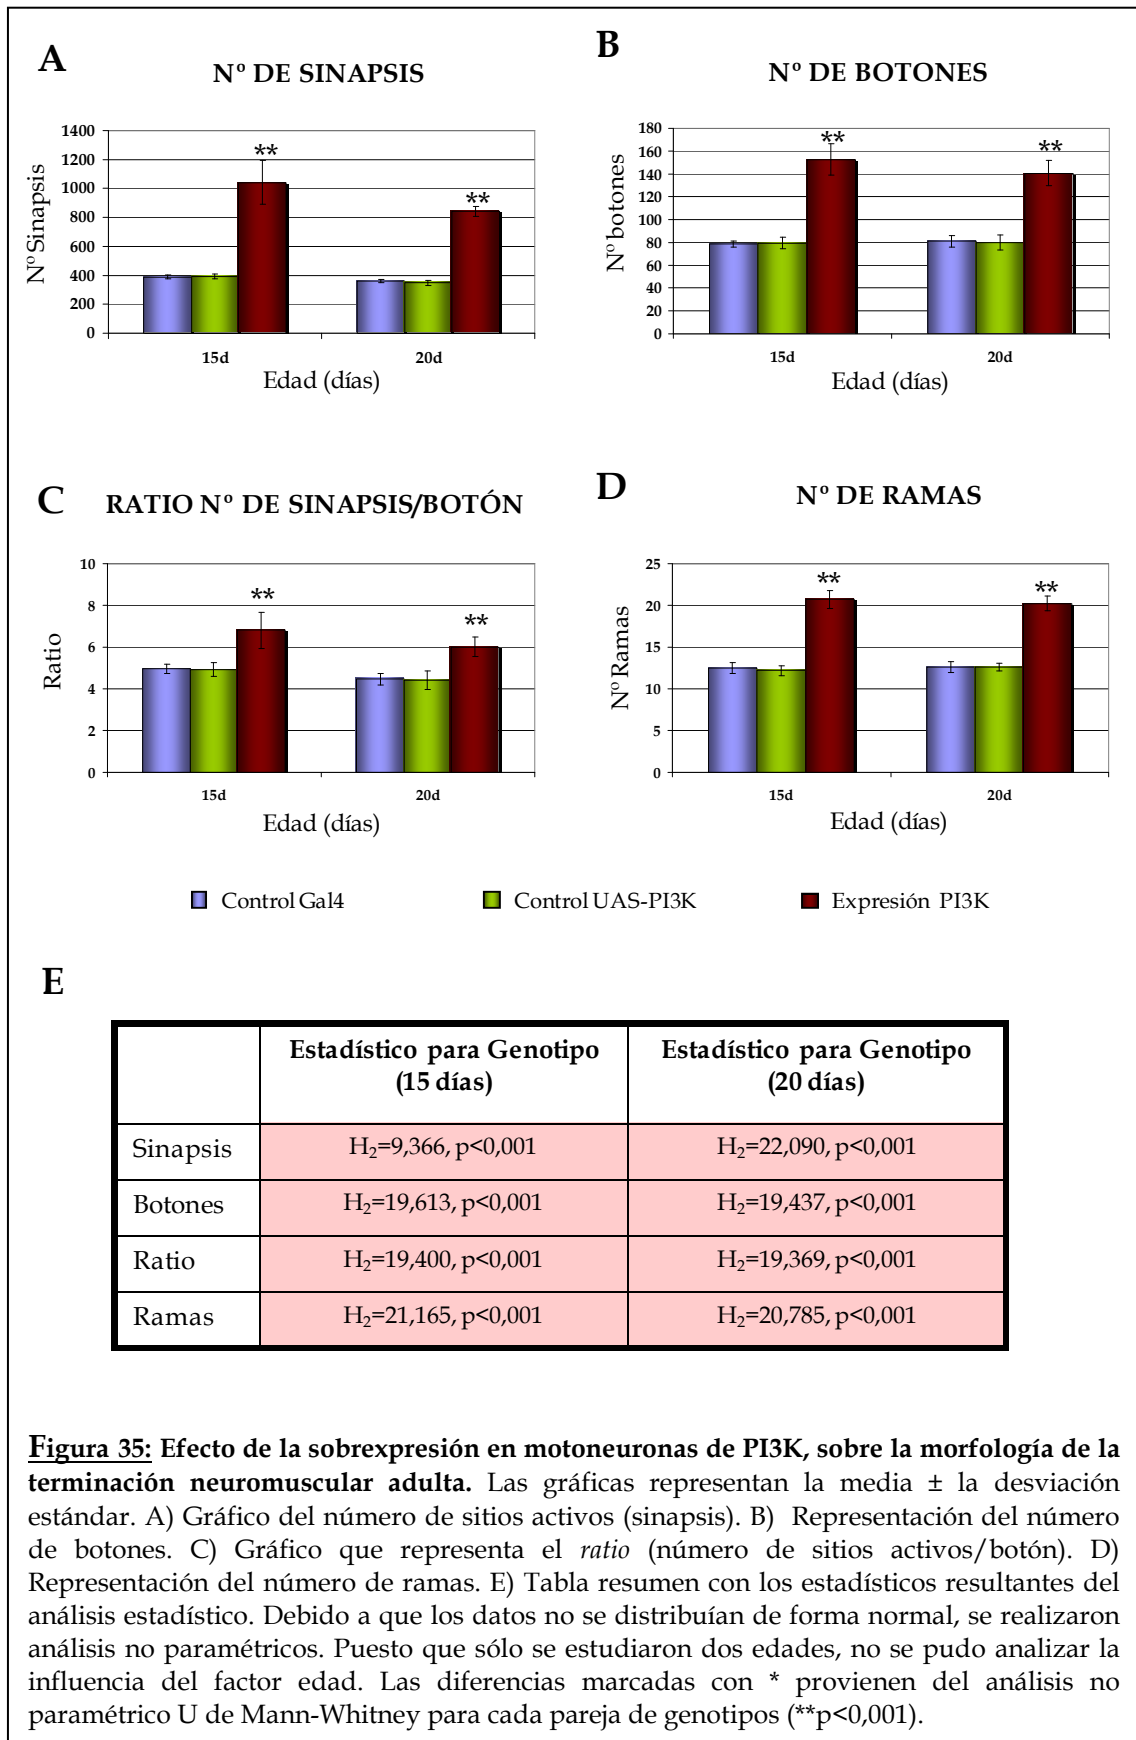 A
Nº DE SINAPSIS
1400
1200
1000
800
600
400
200
0
Nº Sinapsis
**
**
15d
20d
Edad (días)
B
Nº DE BOTONES
180
160
140
120
100
80
60
40
20
0
Nº botones
**
**
15d
20d
Edad (días)
C
RATIO Nº DE SINAPSIS/BOTÓN
10
8
6
4
2
0
Ratio
**
**
15d
20d
Edad (días)
D
Nº DE RAMAS
25
20
15
10
5
0
Nº Ramas
**
**
15d
20d
Edad (días)
Control Gal4
Control UAS-PI3K
Expresión PI3K
E
Estadístico para Genotipo
(15 días)
Estadístico para Genotipo
(20 días)
Sinapsis
H₂=9,366, p<0,001
H₂=22,090, p<0,001
Botones
H₂=19,613, p<0,001
H₂=19,437, p<0,001
Ratio
H₂=19,400, p<0,001
H₂=19,369, p<0,001
Ramas
H₂=21,165, p<0,001
H₂=20,785, p<0,001
Figura 35: Efecto de la sobrexpresión en motoneuronas de PI3K, sobre la morfología de la
terminación neuromuscular adulta. Las gráficas representan la media ± la desviación
estándar. A) Gráfico del número de sitios activos (sinapsis). B) Representación del número
de botones. C) Gráfico que representa el ratio (número de sitios activos/botón). D)
Representación del número de ramas. E) Tabla resumen con los estadísticos resultantes del
análisis estadístico. Debido a que los datos no se distribuían de forma normal, se realizaron
análisis no paramétricos. Puesto que sólo se estudiaron dos edades, no se pudo analizar la
influencia del factor edad. Las diferencias marcadas con * provienen del análisis no
paramétrico U de Mann-Whitney para cada pareja de genotipos (**p<0,001).